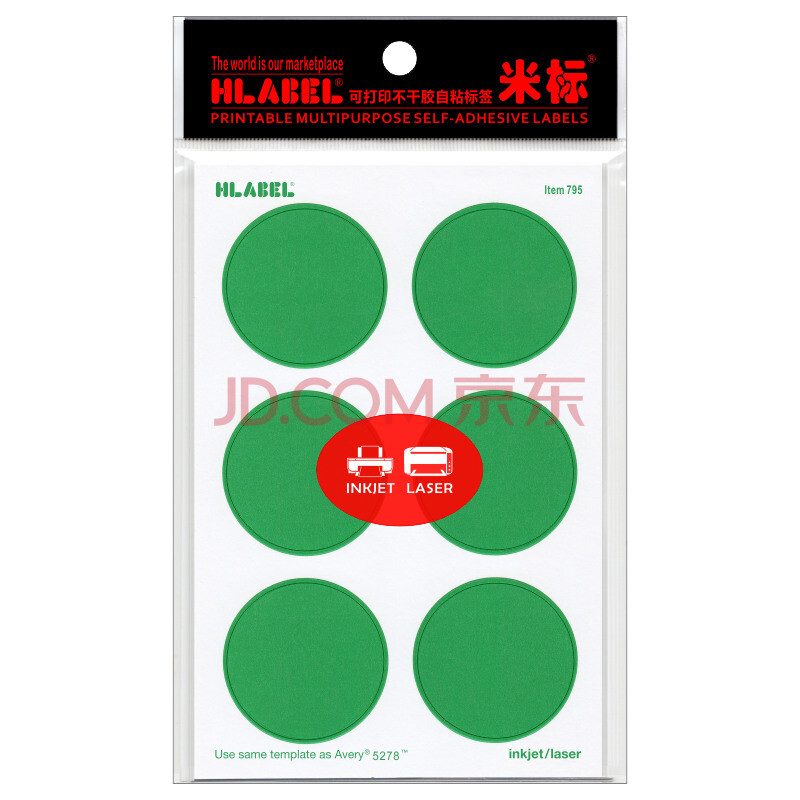 The world is our marketplace
HLABEL® 可打印不干胶自粘标签 米标®
PRINTABLE MULTIPURPOSE SELF-ADHESIVE LABELS
HLABEL® Item 795
JD.COM 京东
INKJET LASER
Use same template as Avery® 5278™ inkjet/laser